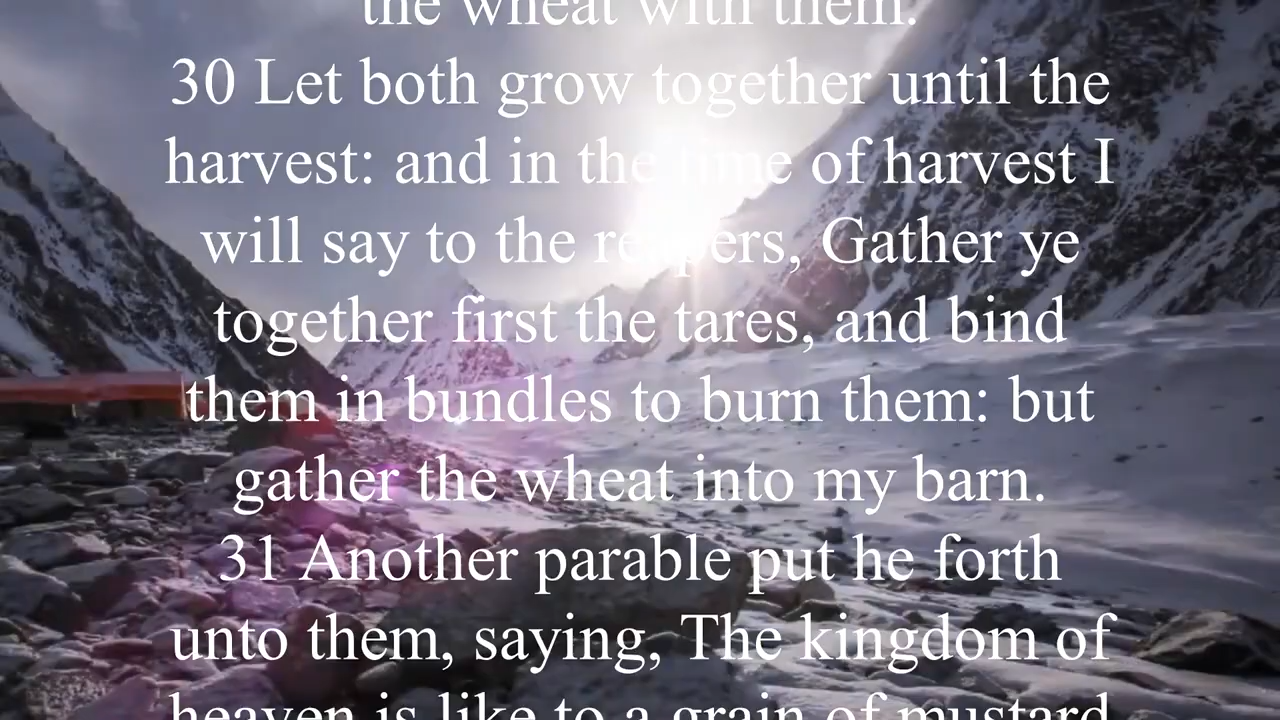 the wheat with them.
30 Let both grow together until the
harvest: and in the time of harvest I
will say to the reapers, Gather ye
together first the tares, and bind
them in bundles to burn them: but
gather the wheat into my barn.
31 Another parable put he forth
unto them, saying, The kingdom of
heaven is like to a grain of mustard